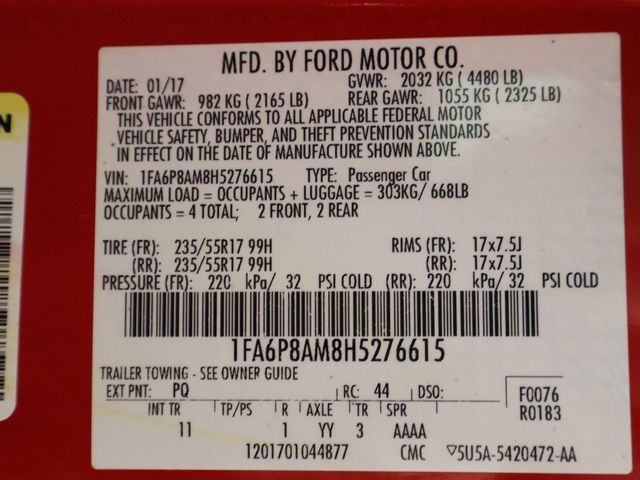 MFD. BY FORD MOTOR CO.
DATE: 01/17 GVWR: 2032 KG ( 4480 LB)
FRONT GAWR: 982 KG ( 2165 LB) REAR GAWR: 1055 KG ( 2325 LB)
THIS VEHICLE CONFORMS TO ALL APPLICABLE FEDERAL MOTOR
VEHICLE SAFETY, BUMPER, AND THEFT PREVENTION STANDARDS
IN EFFECT ON THE DATE OF MANUFACTURE SHOWN ABOVE.
VIN: 1FA6P8AM8H5276615 TYPE: Passenger Car
MAXIMUM LOAD = OCCUPANTS + LUGGAGE = 303KG/ 668LB
OCCUPANTS = 4 TOTAL; 2 FRONT, 2 REAR
TIRE (FR): 235/55R17 99H RIMS (FR): 17x7.5J
(RR): 235/55R17 99H (RR): 17x7.5J
PRESSURE (FR): 220 kPa/ 32 PSI COLD (RR): 220 kPa/ 32 PSI COLD
1FA6P8AM8H5276615
TRAILER TOWING - SEE OWNER GUIDE
EXT PNT: PQ RC: 44 DSO: F0076
INT TR TP/PS R AXLE TR SPR R0183
11 1 YY 3 AAAA
1201701044877 CMC ▽5U5A-5420472-AA
N